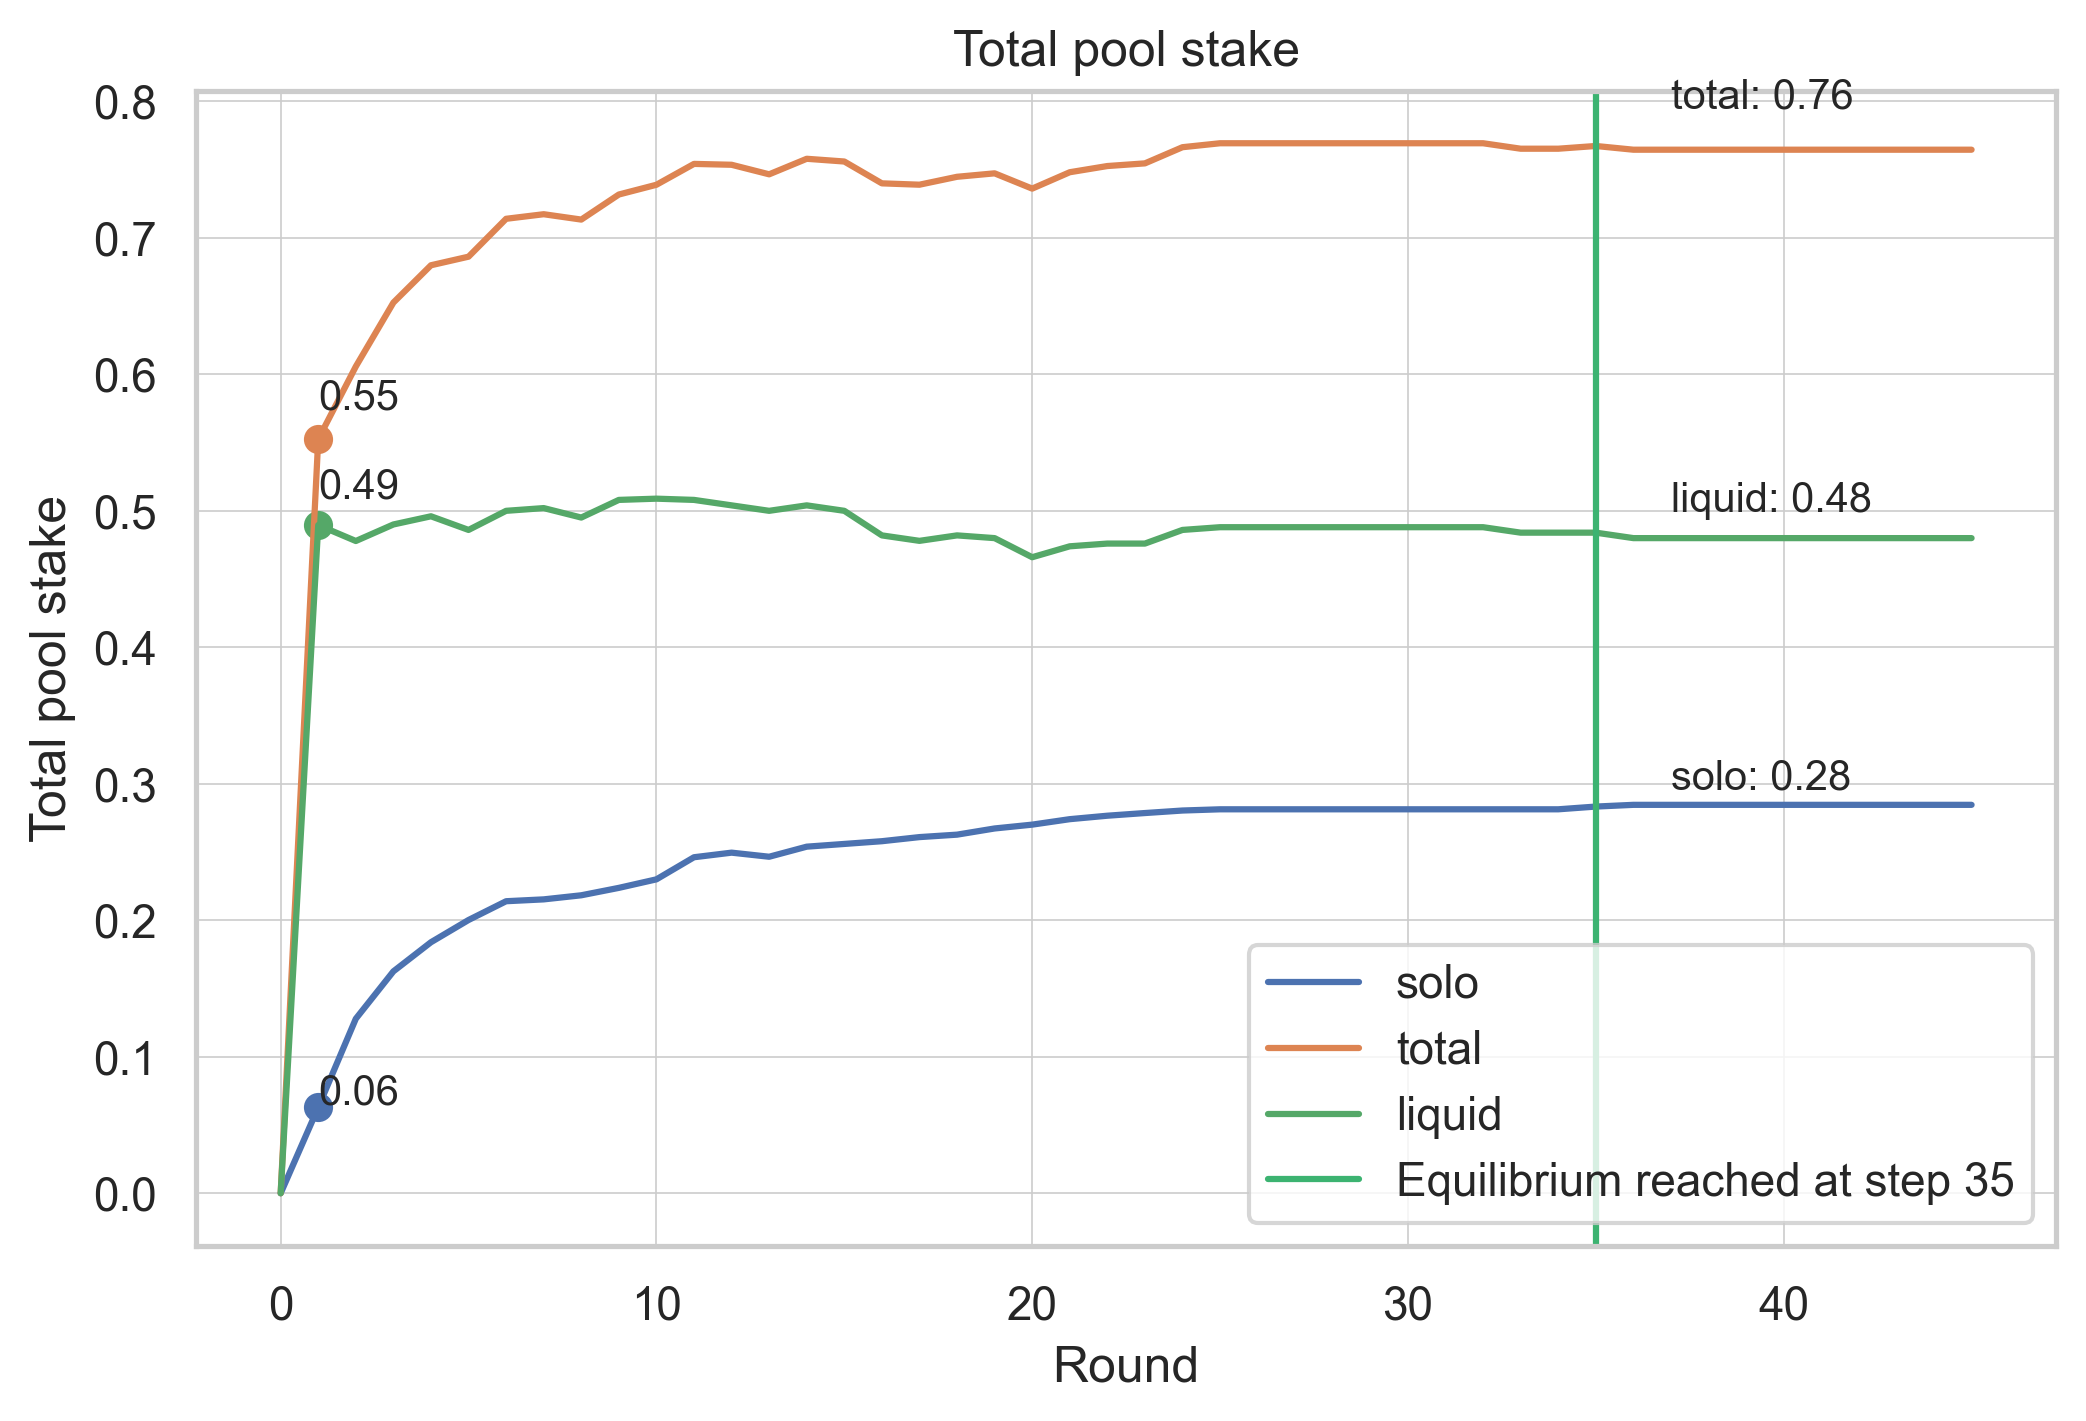 Total pool stake
Total pool stake
0.8
0.7
0.6
0.5
0.4
0.3
0.2
0.1
0.0
total: 0.76
0.55
0.49
liquid: 0.48
solo: 0.28
0.06
solo
total
liquid
Equilibrium reached at step 35
0
10
20
30
40
Round